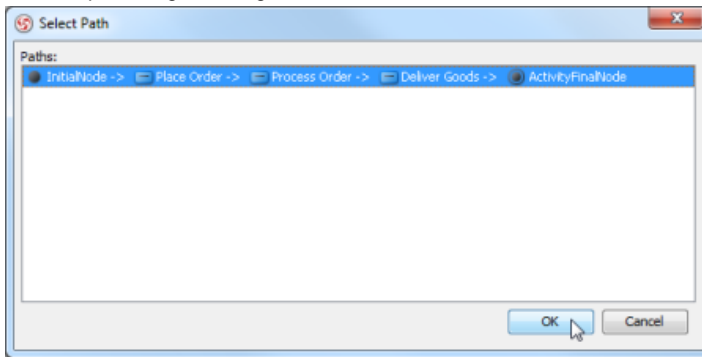 Select Path
Paths:
InitialNode -> Place Order -> Process Order -> Deliver Goods -> ActivityFinalNode
OK Cancel